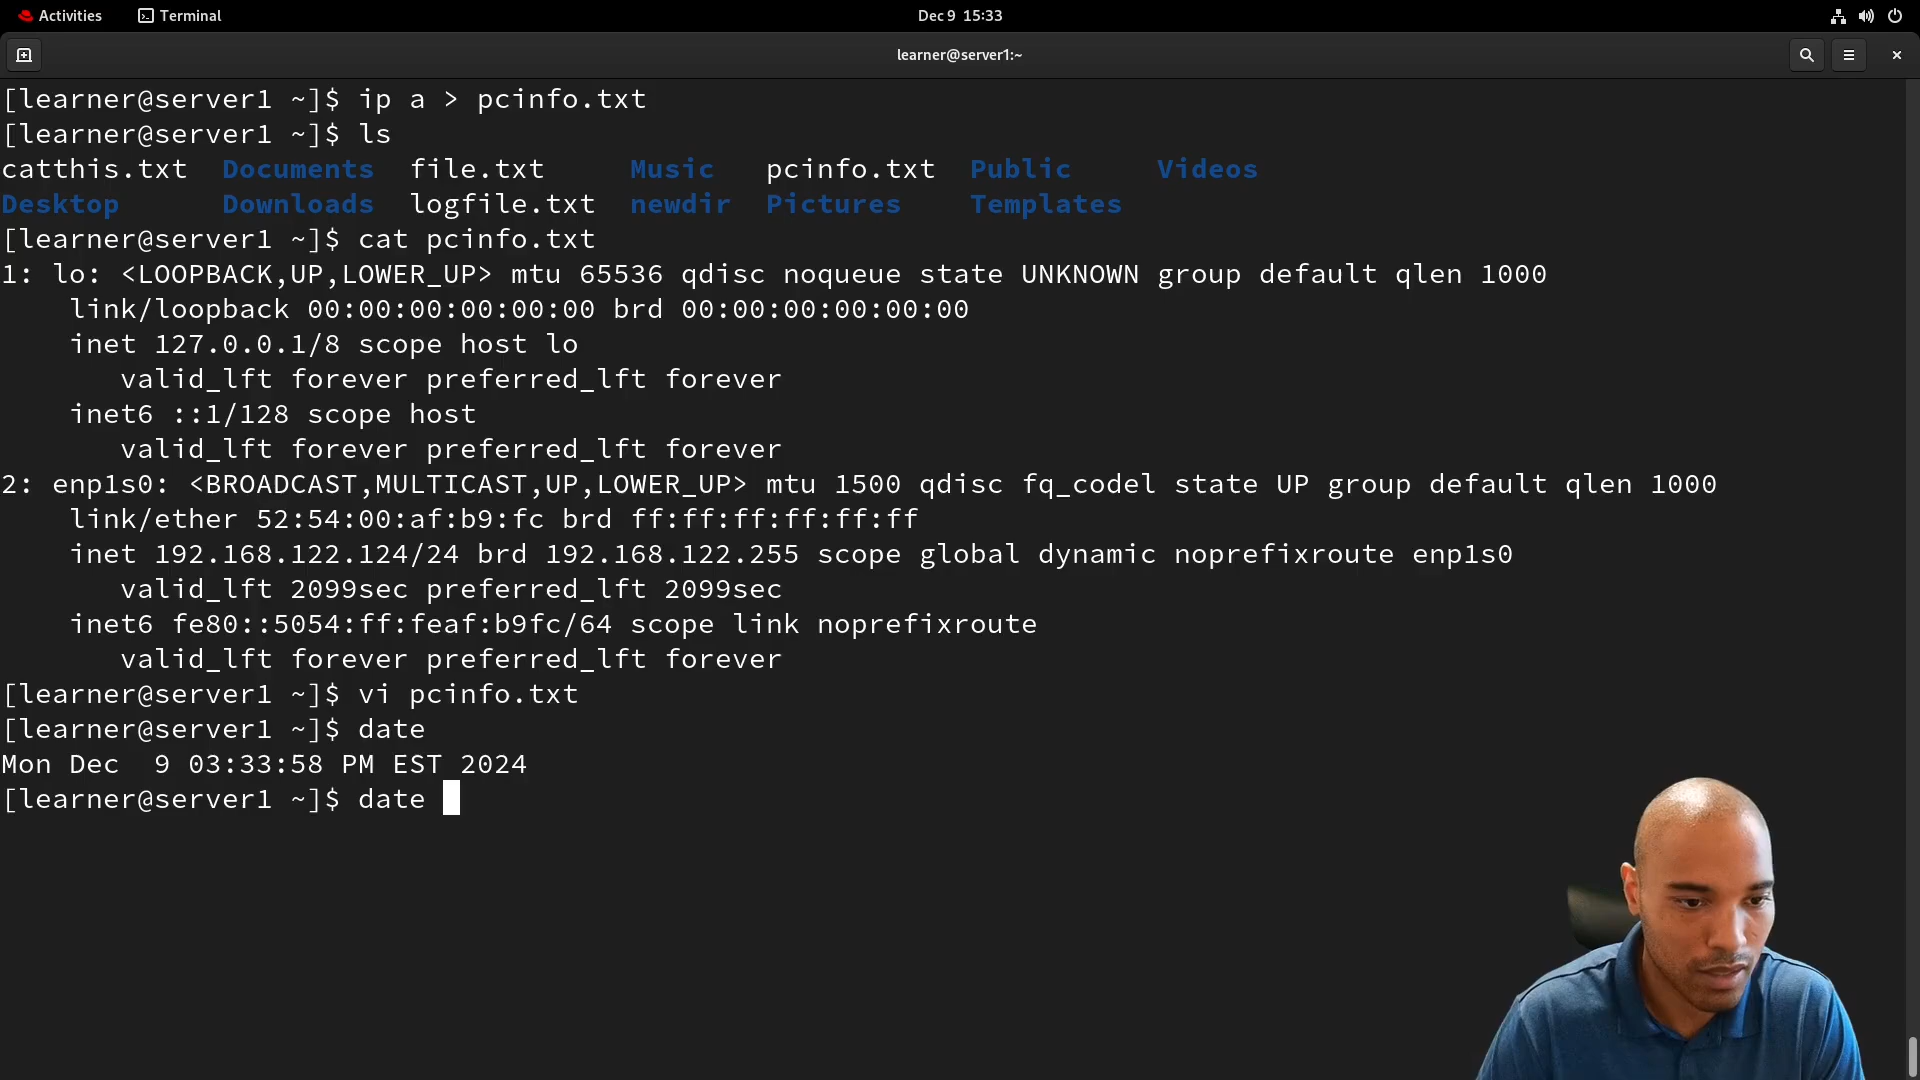 Activities Terminal Dec 9 15:33
learner@server1:~
[learner@server1 ~]$ ip a > pcinfo.txt
[learner@server1 ~]$ ls
catthis.txt Documents file.txt Music pcinfo.txt Public Videos
Desktop Downloads logfile.txt newdir Pictures Templates
[learner@server1 ~]$ cat pcinfo.txt
1: lo: <LOOPBACK,UP,LOWER_UP> mtu 65536 qdisc noqueue state UNKNOWN group default qlen 1000
link/loopback 00:00:00:00:00:00 brd 00:00:00:00:00:00
inet 127.0.0.1/8 scope host lo
valid_lft forever preferred_lft forever
inet6 ::1/128 scope host
valid_lft forever preferred_lft forever
2: enp1s0: <BROADCAST,MULTICAST,UP,LOWER_UP> mtu 1500 qdisc fq_codel state UP group default qlen 1000
link/ether 52:54:00:af:b9:fc brd ff:ff:ff:ff:ff:ff
inet 192.168.122.124/24 brd 192.168.122.255 scope global dynamic noprefixroute enp1s0
valid_lft 2099sec preferred_lft 2099sec
inet6 fe80::5054:ff:feaf:b9fc/64 scope link noprefixroute
valid_lft forever preferred_lft forever
[learner@server1 ~]$ vi pcinfo.txt
[learner@server1 ~]$ date
Mon Dec  9 03:33:58 PM EST 2024
[learner@server1 ~]$ date